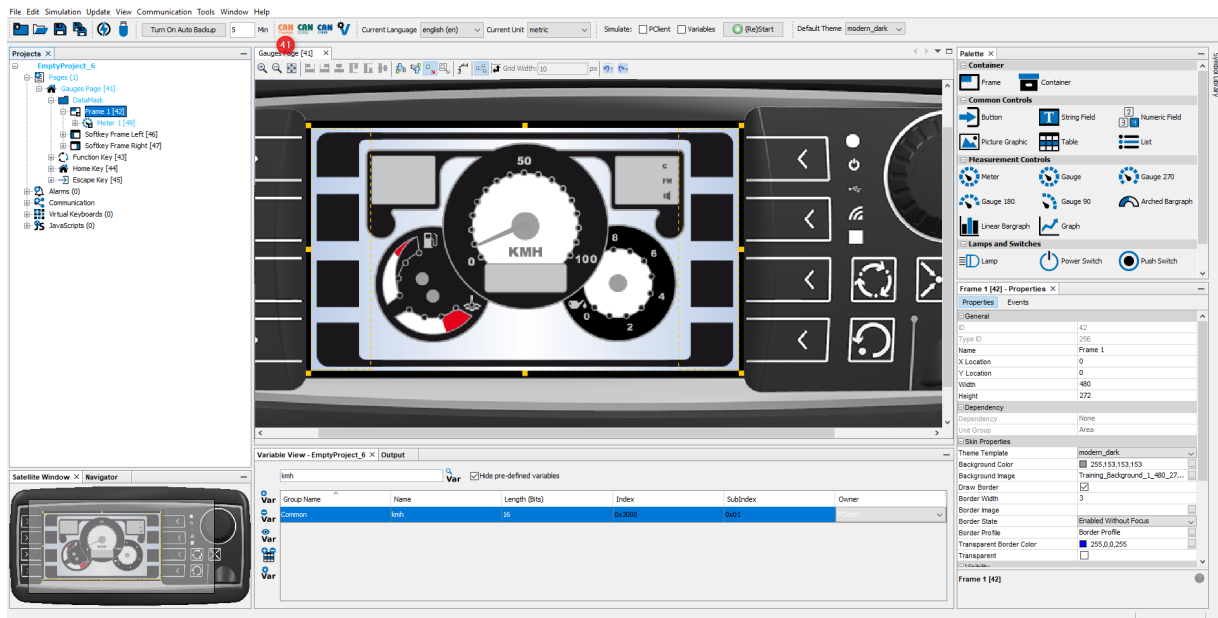 File Edit Simulation Update View Communication Tools Window Help
Turn On Auto Backup 5 Min CAN CAN CAN Current Language english (en) Current Unit metric Simulate: PClient Variables (Re)Start Default Theme modern_dark
41
Projects
EmptyProject_6
Pages (1)
Gauges Page [41]
DataMask
Frame 1 [42]
Meter 1 [49]
Softkey Frame Left [46]
Softkey Frame Right [47]
Function Key [43]
Home Key [44]
Escape Key [45]
Alarms (0)
Communication
Virtual Keyboards (0)
JavaScripts (0)
Satellite Window Navigator
Gauges Page [41]
Grid Width: 10 px
50
C
FM
KMH
0 100
8
6
4
2
0
Variable View - EmptyProject_6 Output
kmh Var Hide pre-defined variables
Var Group Name Name Length (Bits) Index SubIndex Owner
Var Common kmh 16 0x3000 0x01 PClient
Var
Var
Palette
Symbol Library
Container
Frame Container
Common Controls
Button String Field Numeric Field
Picture Graphic Table List
Measurement Controls
Meter Gauge Gauge 270
Gauge 180 Gauge 90 Arched Bargraph
Linear Bargraph Graph
Lamps and Switches
Lamp Power Switch Push Switch
Frame 1 [42] - Properties
Properties Events
General
ID 42
Type ID 256
Name Frame 1
X Location 0
Y Location 0
Width 480
Height 272
Dependency
Dependency None
Unit Group Area
Skin Properties
Theme Template modern_dark
Background Color 255,153,153,153
Background Image Training_Background_1_480_27...
Draw Border
Border Width 3
Border Image
Border State Enabled Without Focus
Border Profile Border Profile
Transparent Border Color 255,0,0,255
Transparent
Visibility
Frame 1 [42]